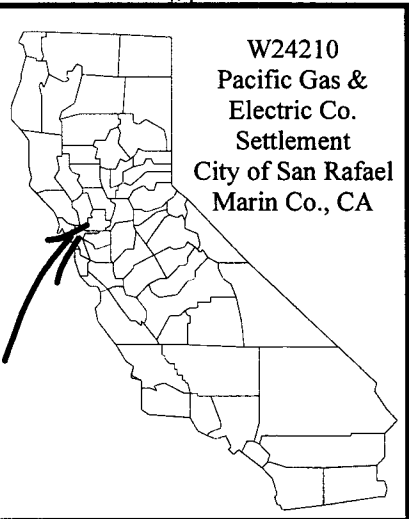 W24210
Pacific Gas &
Electric Co.
Settlement
City of San Rafael
Marin Co., CA